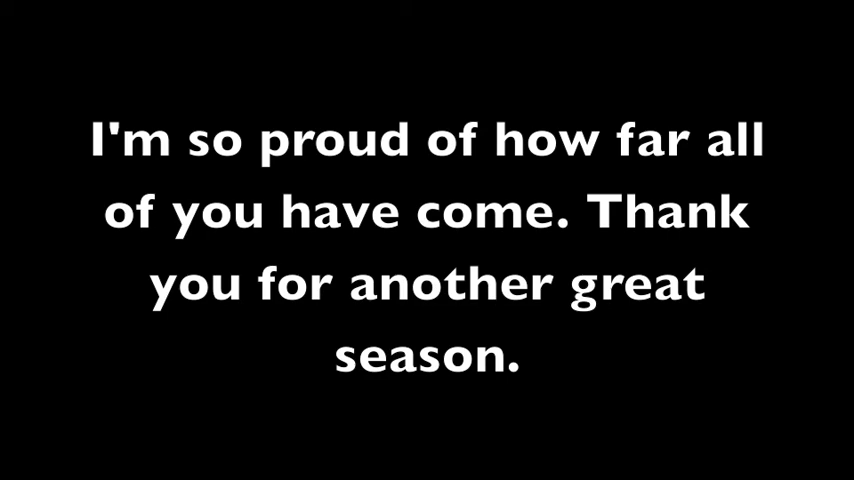 I'm so proud of how far all
of you have come. Thank
you for another great
season.